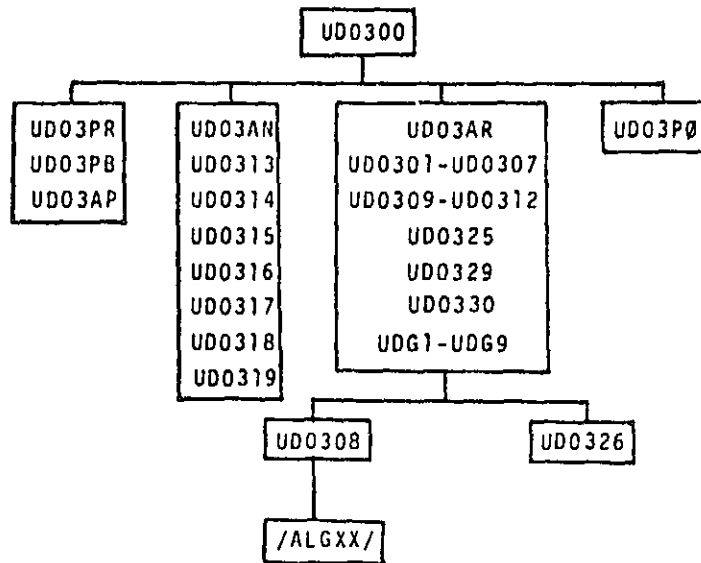 UD0300
UD03PR
UD03PB
UD03AP
UD03AN
UD0313
UD0314
UD0315
UD0316
UD0317
UD0318
UD0319
UD03AR
UD0301-UD0307
UD0309-UD0312
UD0325
UD0329
UD0330
UDG1-UDG9
UD03PØ
UD0308
UD0326
/ALGXX/